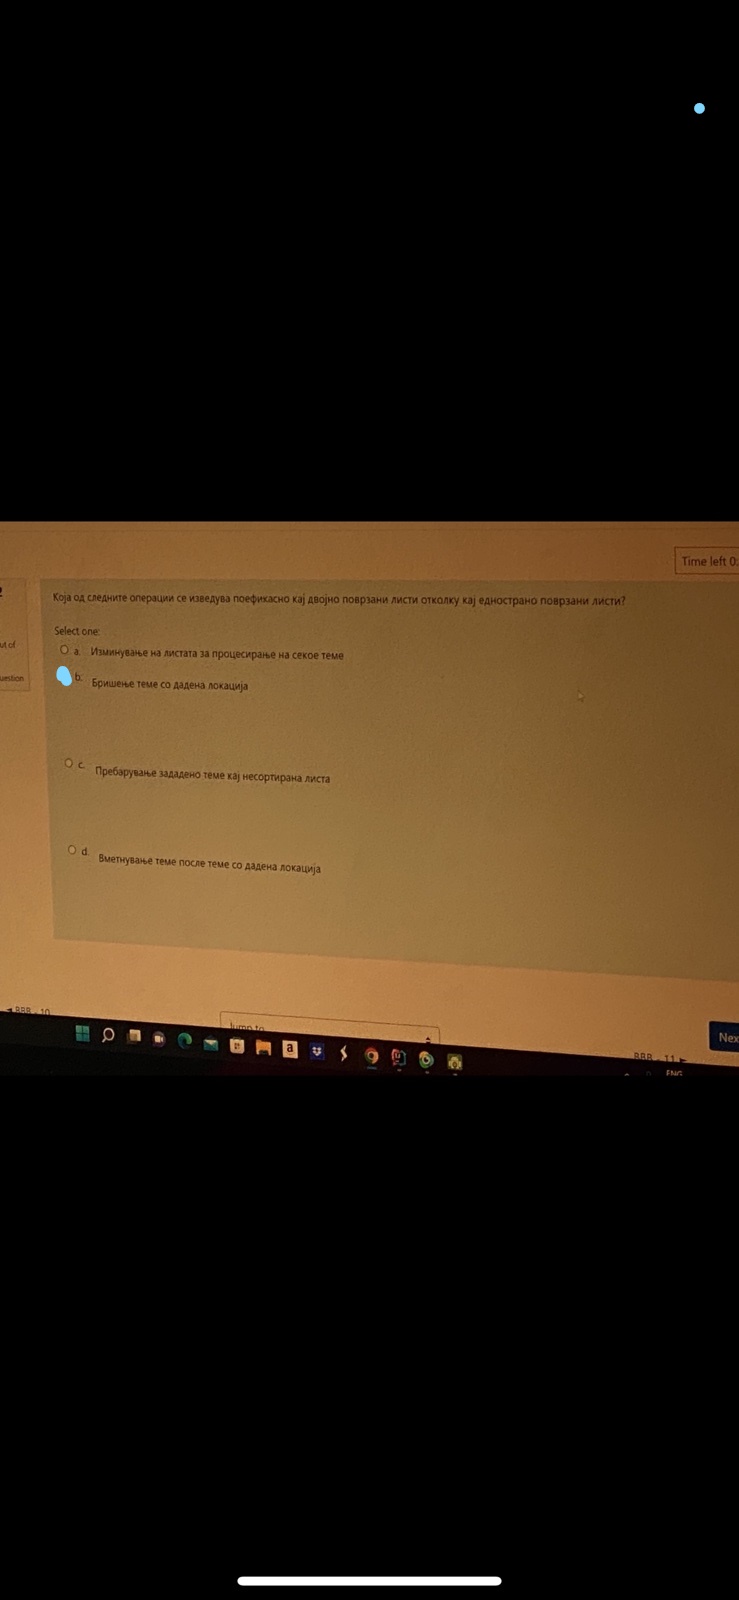 Time left 0:
Која од следните операции се изведува поефикасно кај двојно поврзани листи отколку кај еднострано поврзани листи?
ut of
Select one:
a. Изминување на листата за процесирање на секое теме
uestion
b. Бришење теме со дадена локација
c. Пребарување зададено теме кај несортирана листа
d. Вметнување теме после теме со дадена локација
◄ RRR - 10
Jump to
Nex
RRR - 11 ►
ENG